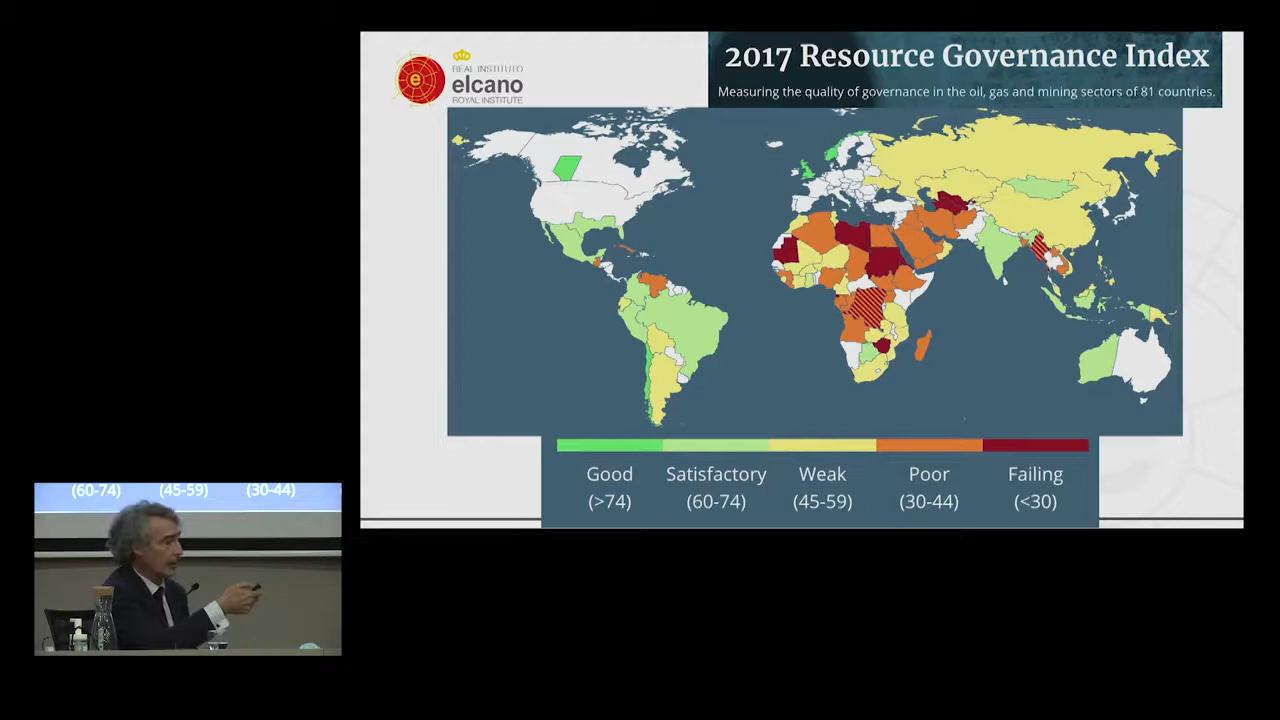 2017 Resource Governance Index
e
REAL INSTITUTO
elcano
ROYAL INSTITUTE
Measuring the quality of governance in the oil, gas and mining sectors of 81 countries.
Good Satisfactory Weak Poor Failing
(>74) (60-74) (45-59) (30-44) (<30)
(60-74) (45-59) (30-44)